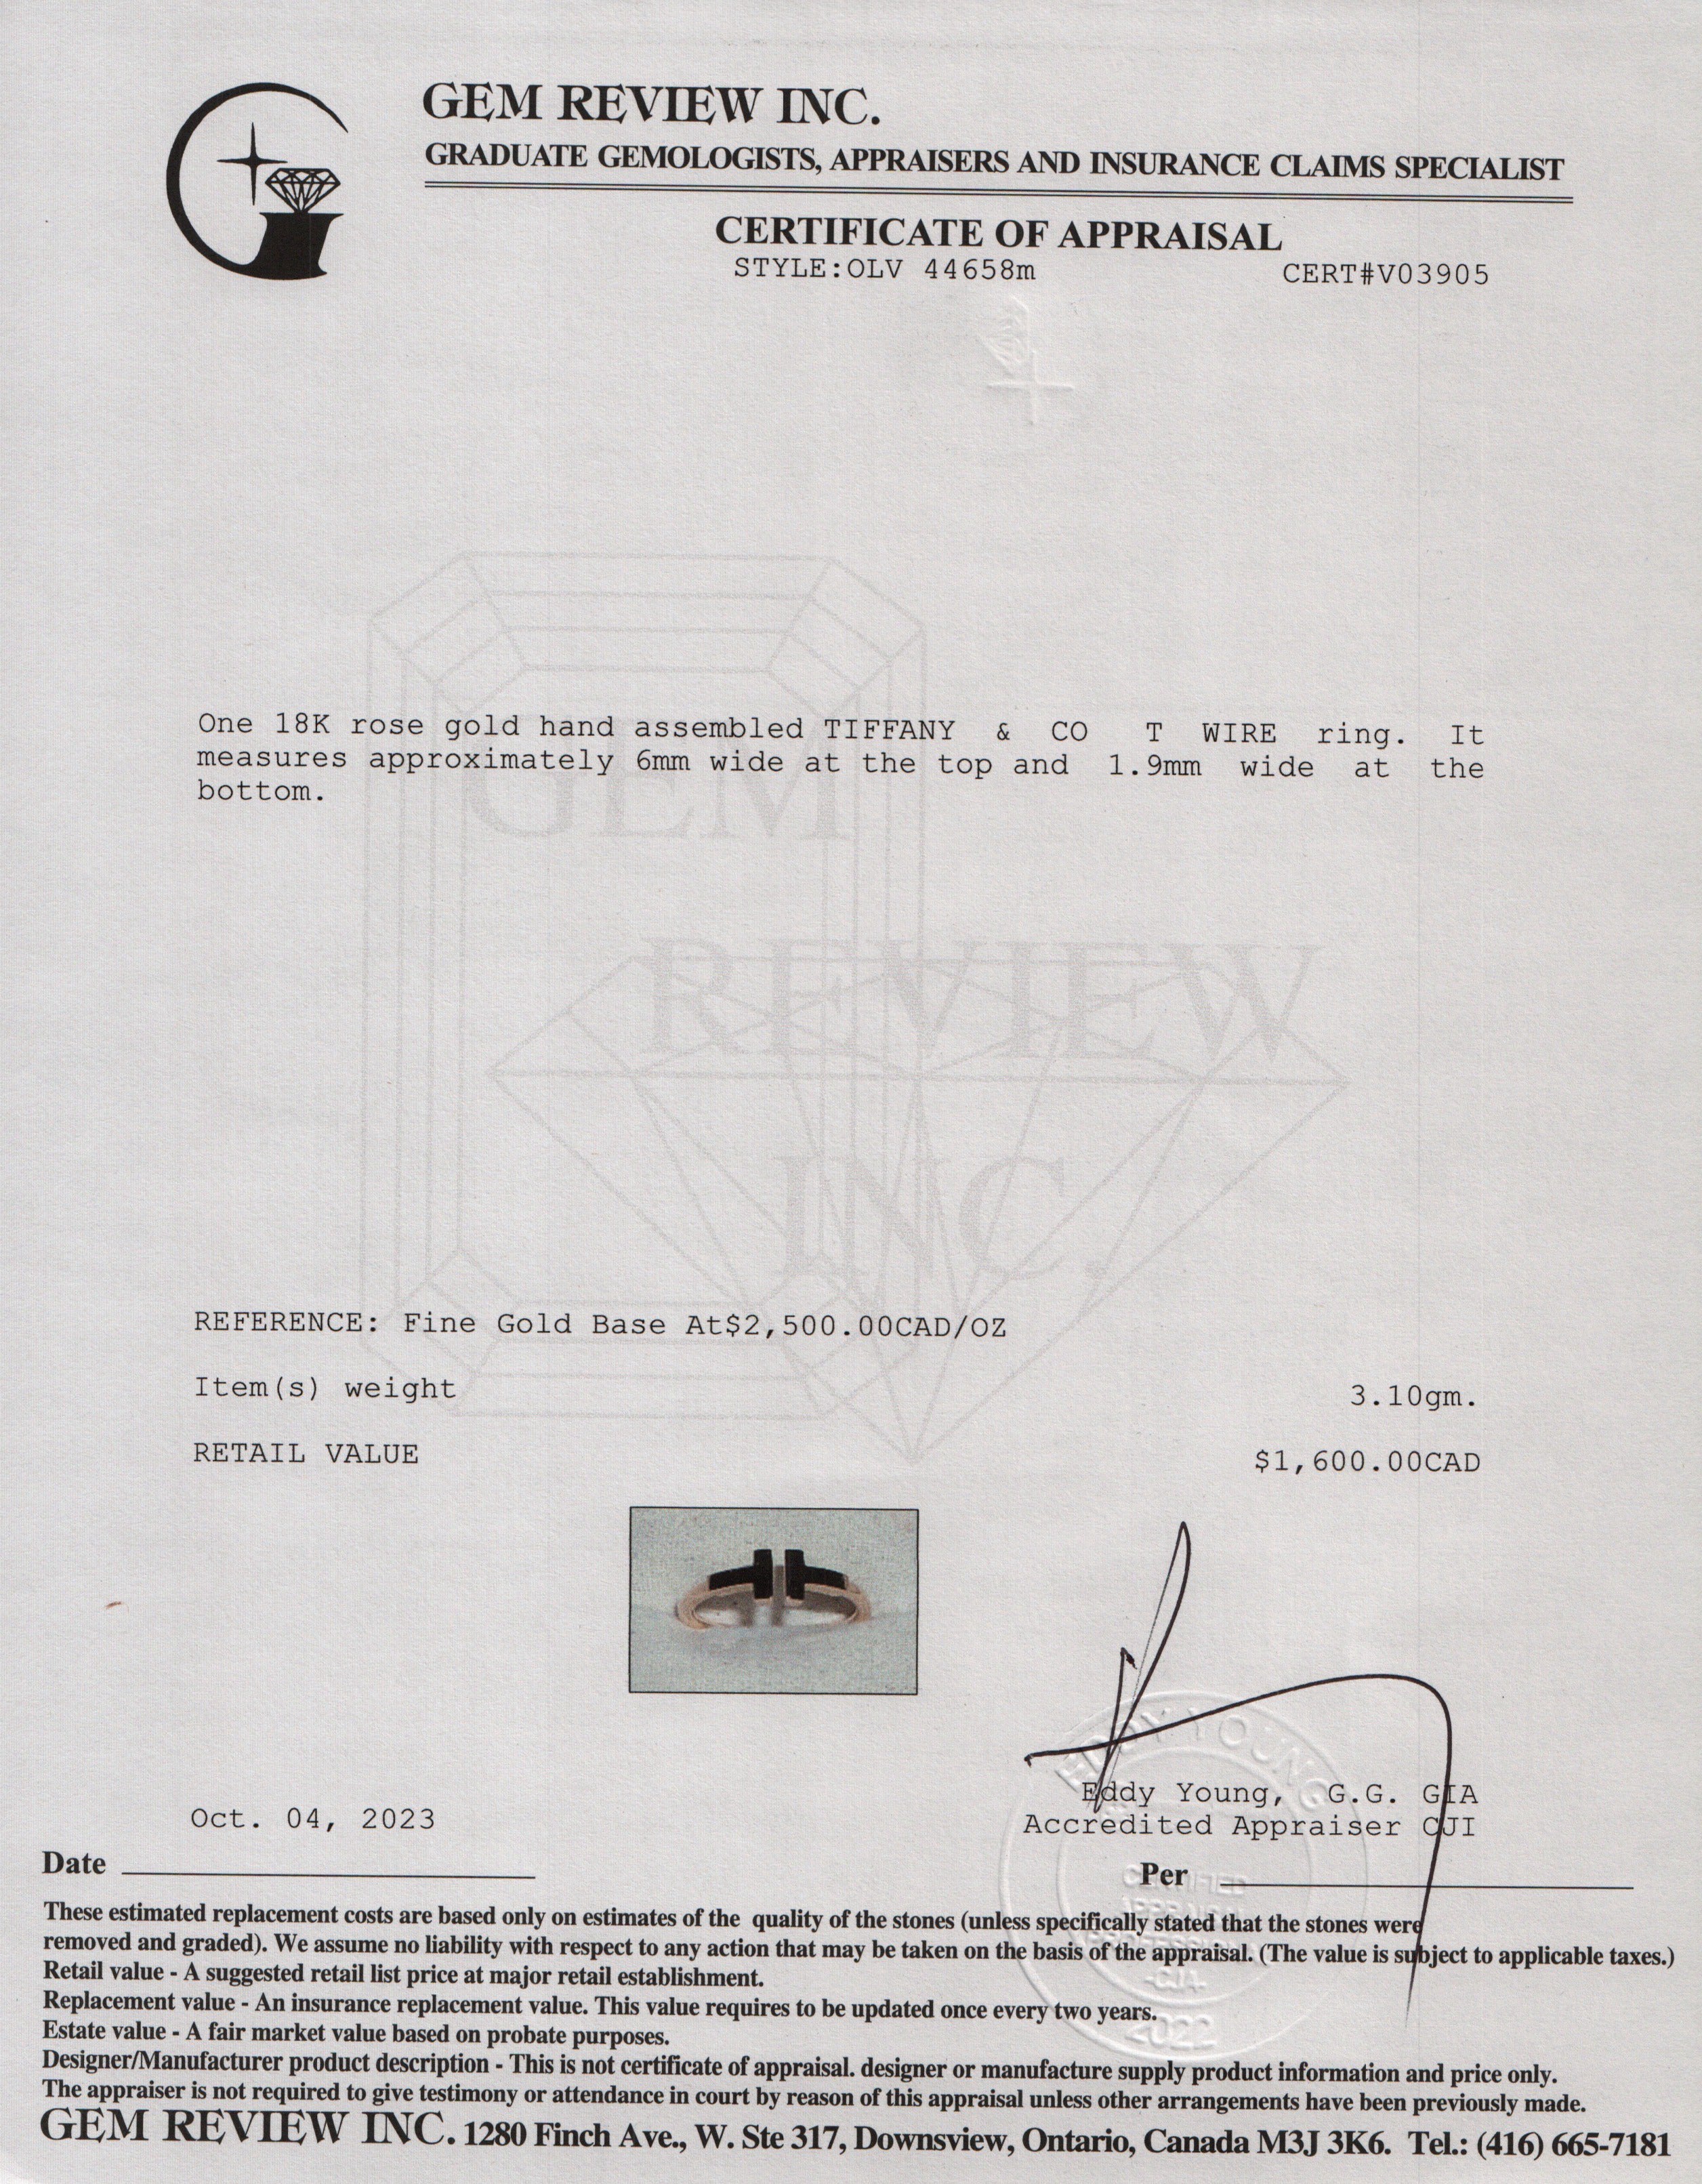 GEM REVIEW INC.
GRADUATE GEMOLOGISTS, APPRAISERS AND INSURANCE CLAIMS SPECIALIST
CERTIFICATE OF APPRAISAL
STYLE:OLV 44658m CERT#V03905
One 18K rose gold hand assembled TIFFANY & CO T WIRE ring. It
measures approximately 6mm wide at the top and 1.9mm wide at the
bottom.
GEM
REVIEW
INC.
REFERENCE: Fine Gold Base At$2,500.00CAD/OZ
Item(s) weight 3.10gm.
RETAIL VALUE $1,600.00CAD
EDDY YOUNG
Eddy Young, G.G. GIA
Oct. 04, 2023
Accredited Appraiser CJI
Date
Per
CERTIFIED
2022
These estimated replacement costs are based only on estimates of the quality of the stones (unless specifically stated that the stones were
removed and graded). We assume no liability with respect to any action that may be taken on the basis of the appraisal. (The value is subject to applicable taxes.)
Retail value - A suggested retail list price at major retail establishment.
Replacement value - An insurance replacement value. This value requires to be updated once every two years.
Estate value - A fair market value based on probate purposes.
Designer/Manufacturer product description - This is not certificate of appraisal. designer or manufacture supply product information and price only.
The appraiser is not required to give testimony or attendance in court by reason of this appraisal unless other arrangements have been previously made.
GEM REVIEW INC. 1280 Finch Ave., W. Ste 317, Downsview, Ontario, Canada M3J 3K6. Tel.: (416) 665-7181